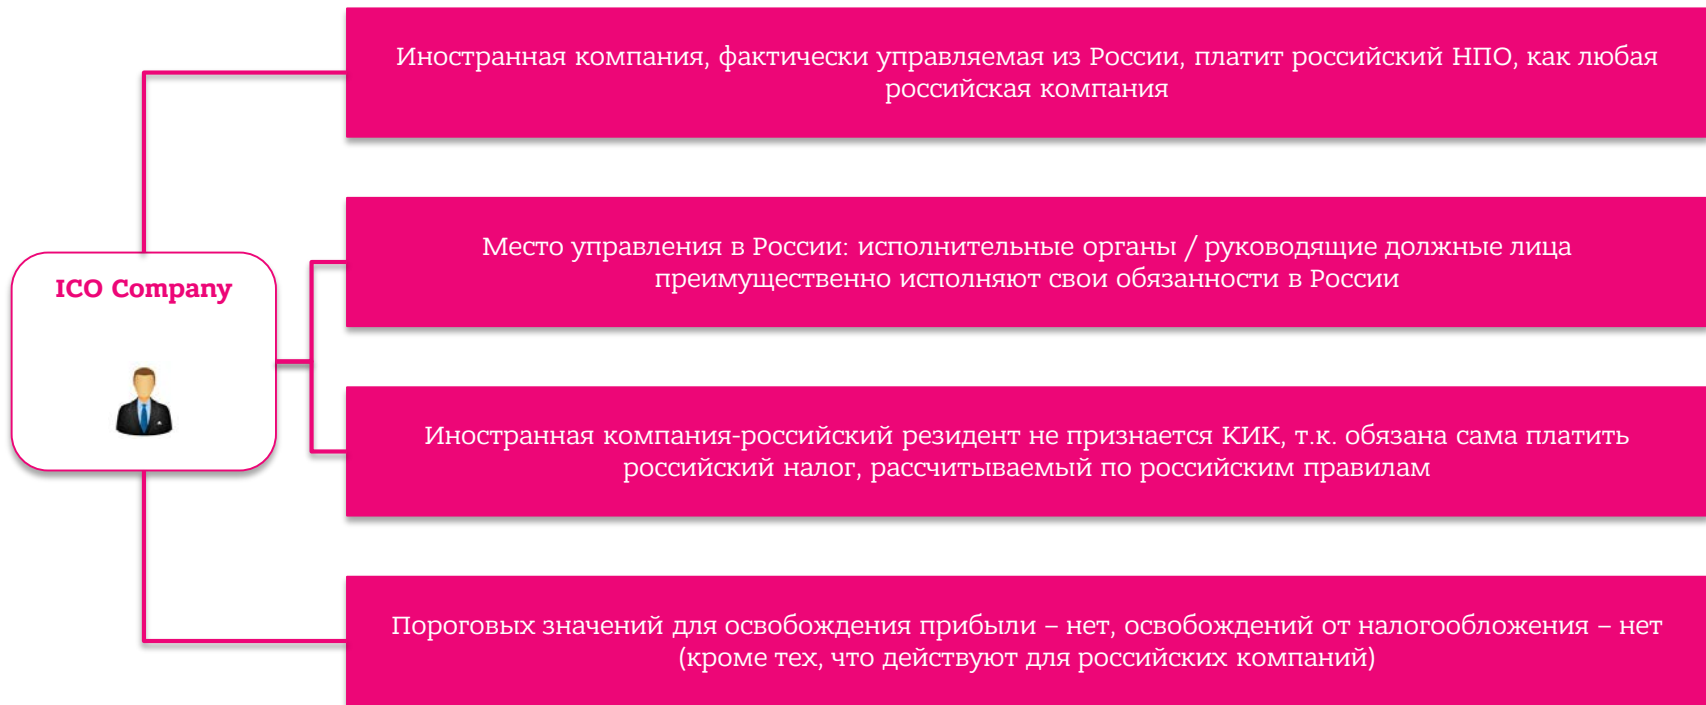 Иностранная компания, фактически управляемая из России, платит российский НПО, как любая
российская компания
Место управления в России: исполнительные органы / руководящие должные лица
преимущественно исполняют свои обязанности в России
ICO Company
Иностранная компания-российский резидент не признается КИК, т.к. обязана сама платить
российский налог, рассчитываемый по российским правилам
Пороговых значений для освобождения прибыли – нет, освобождений от налогообложения – нет
(кроме тех, что действуют для российских компаний)